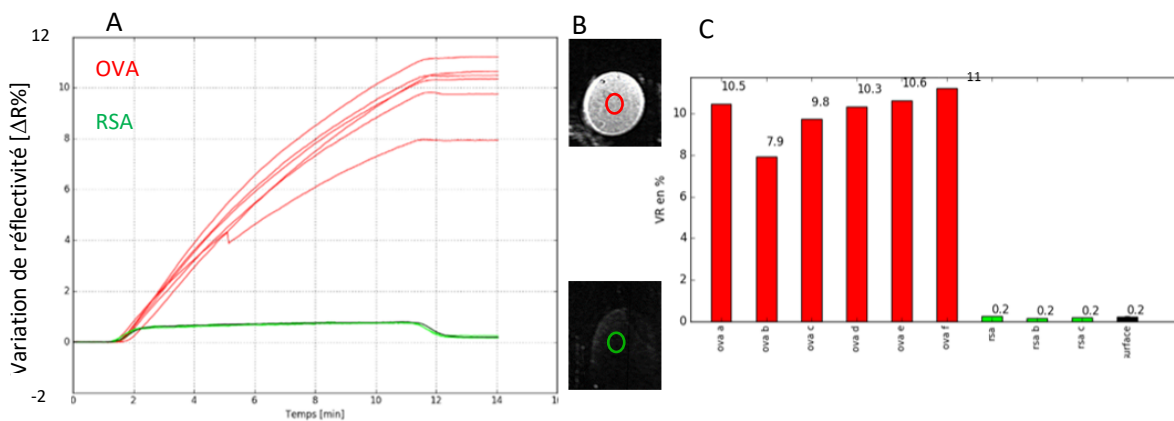 A
B
C
12
Variation de réflectivité [ΔR%]
OVA
RSA
10
8
6
4
2
0
-2
0
2
4
6
8
10
12
14
16
Temps [min]
VR en %
10
8
6
4
2
0
10.5
7.9
9.8
10.3
10.6
11
0.2
0.2
0.2
0.2
ova a
ova b
ova c
ova d
ova e
ova f
rsa
rsa b
rsa c
urface